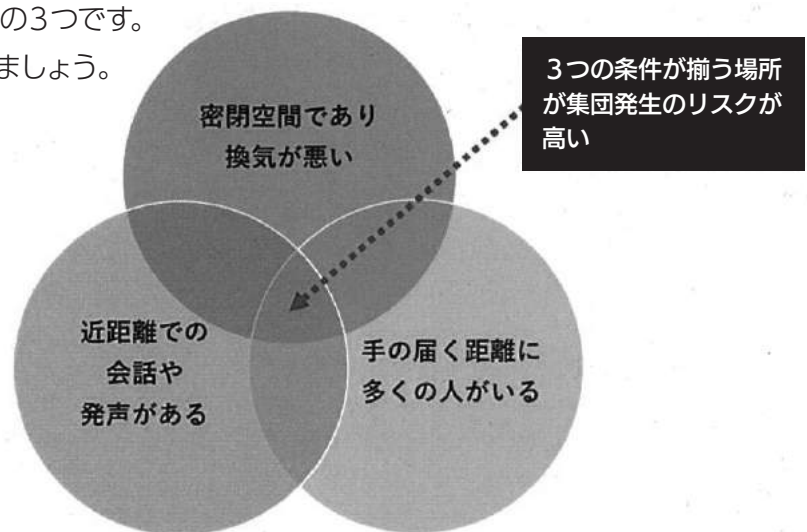 の3つです。
ましょう。
3つの条件が揃う場所
が集団発生のリスクが
高い
密閉空間であり
換気が悪い
近距離での
会話や
発声がある
手の届く距離に
多くの人がいる